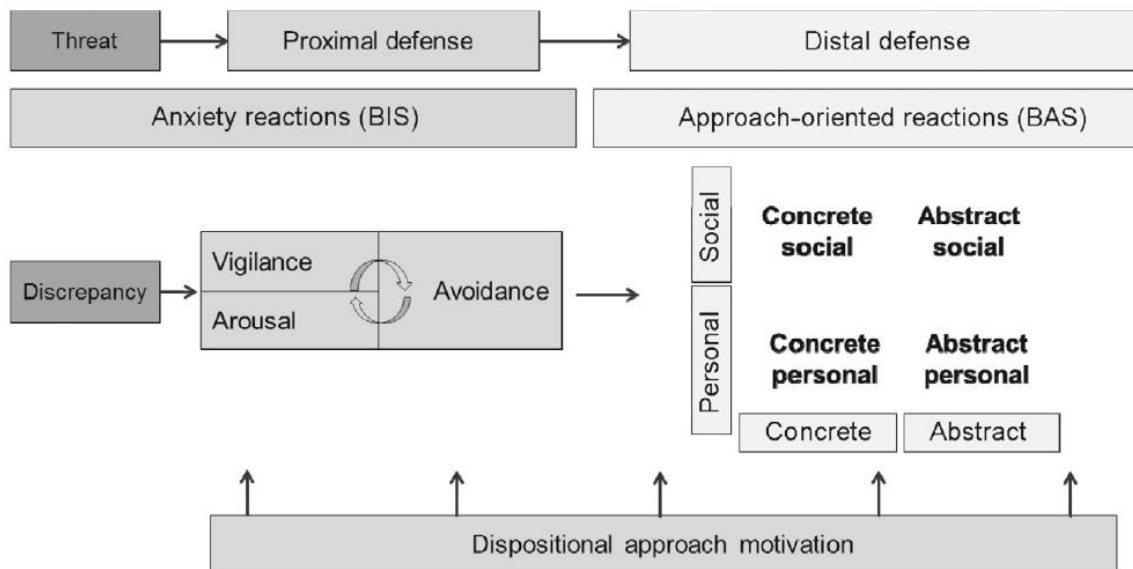 Threat
Proximal defense
Distal defense
Anxiety reactions (BIS)
Approach-oriented reactions (BAS)
Discrepancy
Vigilance
Arousal
Avoidance
Social
Personal
Concrete
social
Abstract
social
Concrete
personal
Abstract
personal
Concrete
Abstract
Dispositional approach motivation